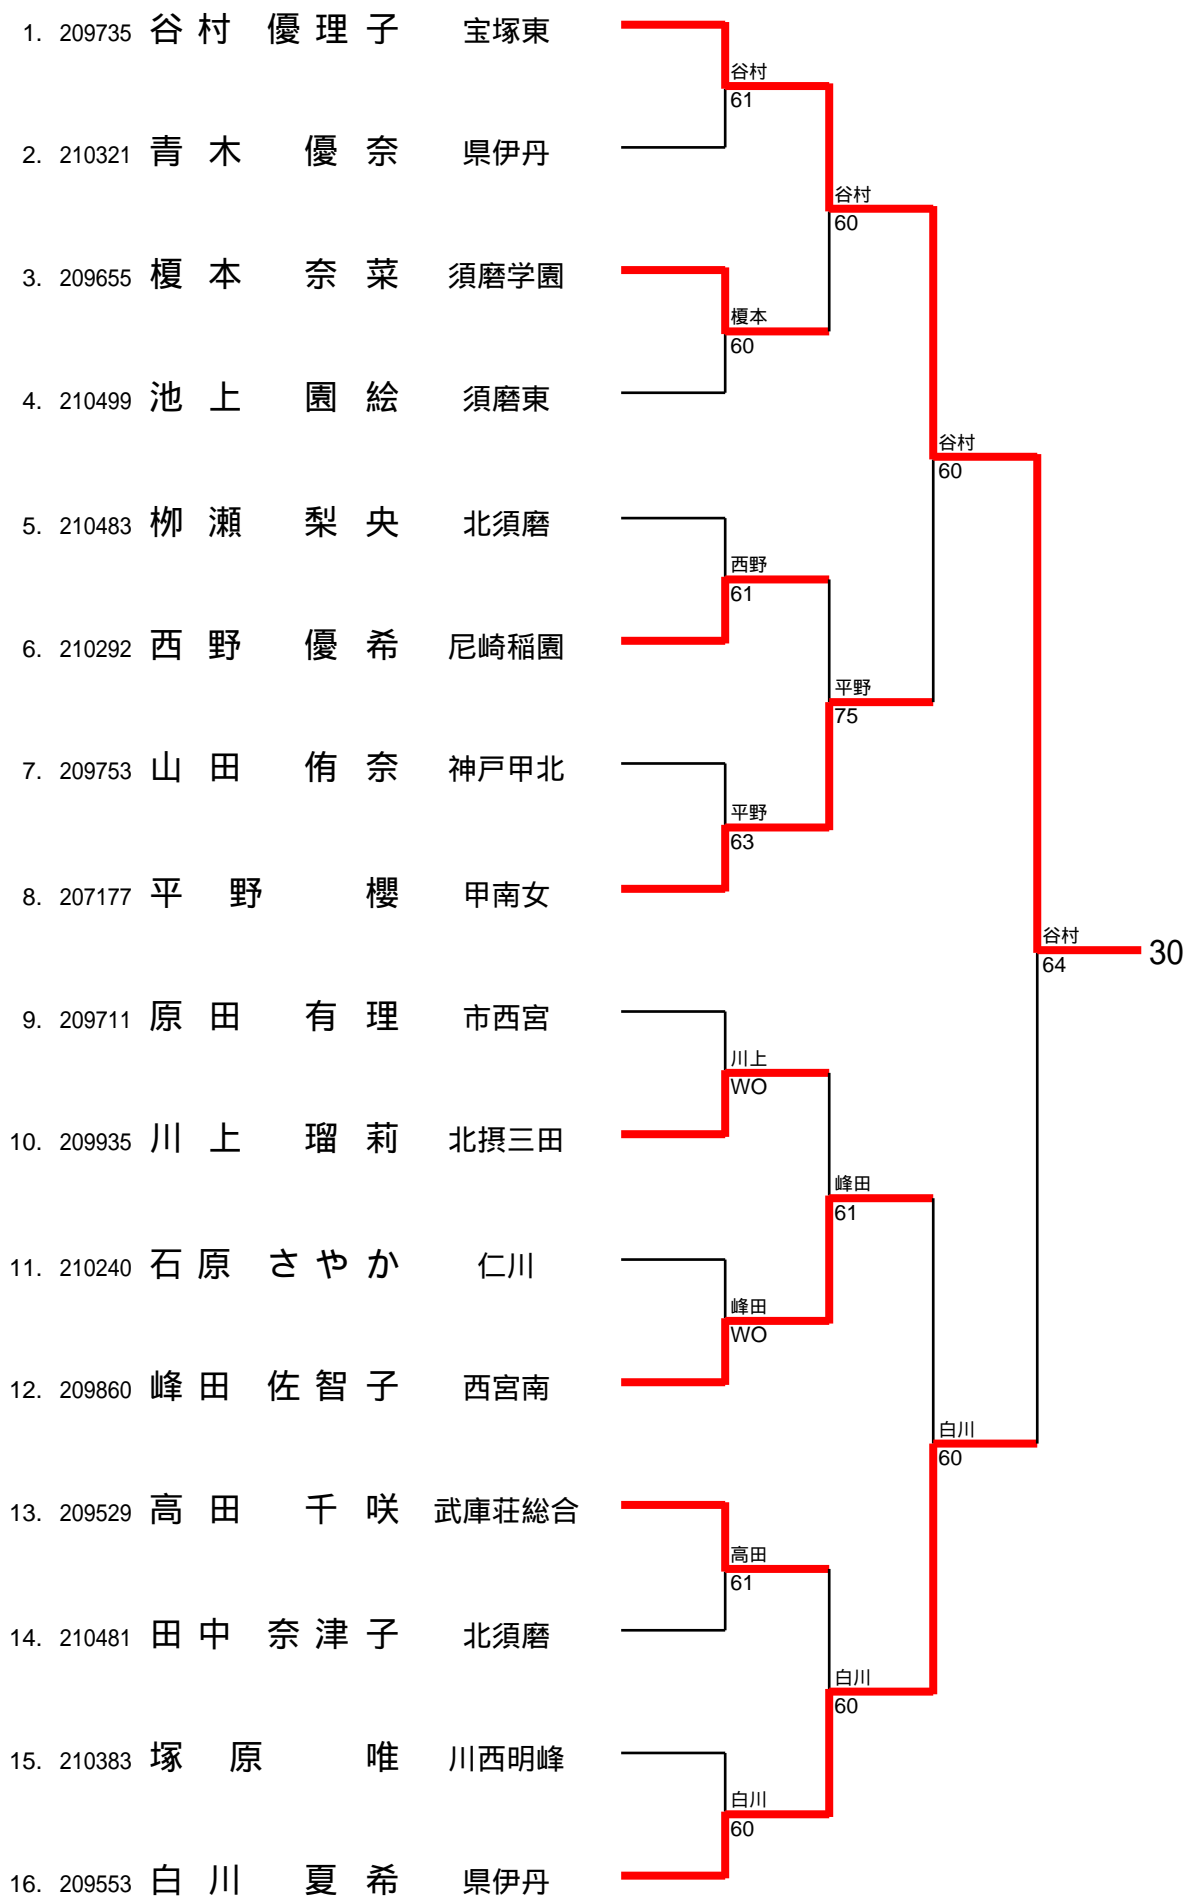 1. 209735 谷村 優理子 宝塚東
谷村
61
2. 210321 青木 優奈 県伊丹
谷村
60
3. 209655 榎本 奈菜 須磨学園
榎本
60
4. 210499 池上 園絵 須磨東
谷村
60
5. 210483 栁瀬 梨央 北須磨
西野
61
6. 210292 西野 優希 尼崎稲園
平野
75
7. 209753 山田 侑奈 神戸甲北
平野
63
8. 207177 平野 櫻 甲南女
谷村
64
30
9. 209711 原田 有理 市西宮
川上
WO
10. 209935 川上 瑠莉 北摂三田
峰田
61
11. 210240 石原 さやか 仁川
峰田
WO
12. 209860 峰田 佐智子 西宮南
白川
60
13. 209529 高田 千咲 武庫荘総合
高田
61
14. 210481 田中 奈津子 北須磨
白川
60
15. 210383 塚原 唯 川西明峰
白川
60
16. 209553 白川 夏希 県伊丹